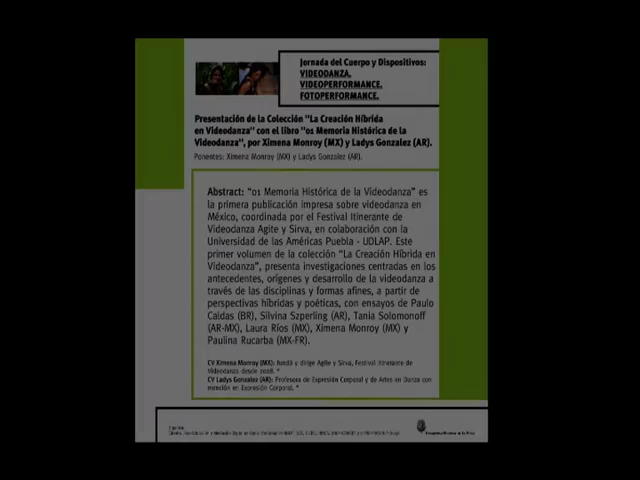 Jornada del Cuerpo y Dispositivos:
VIDEODANZA.
VIDEOPERFORMANCE.
FOTOPERFORMANCE.
Presentación de la Colección "La Creación Híbrida
en Videodanza" con el libro "01 Memoria Histórica de la
Videodanza", por Ximena Monroy (MX) y Ladys Gonzalez (AR).
Ponentes: Ximena Monroy (MX) y Ladys Gonzalez (AR).
Abstract: "01 Memoria Histórica de la Videodanza" es
la primera publicación impresa sobre videodanza en
México, coordinada por el Festival Itinerante de
Videodanza Agite y Sirva, en colaboración con la
Universidad de las Américas Puebla - UDLAP. Este
primer volumen de la colección "La Creación Híbrida en
Videodanza", presenta investigaciones centradas en los
antecedentes, orígenes y desarrollo de la videodanza a
través de las disciplinas y formas afines, a partir de
perspectivas híbridas y poéticas, con ensayos de Paulo
Caldas (BR), Silvina Szperling (AR), Tania Solomonoff
(AR-MX), Laura Ríos (MX), Ximena Monroy (MX) y
Paulina Rucarba (MX-FR).
CV Ximena Monroy (MX): fundó y dirige Agite y Sirva, Festival Itinerante de
Videodanza desde 2008. *
CV Ladys Gonzalez (AR): Profesora de Expresión Corporal y de Artes en Danza con
mención en Expresión Corporal. *